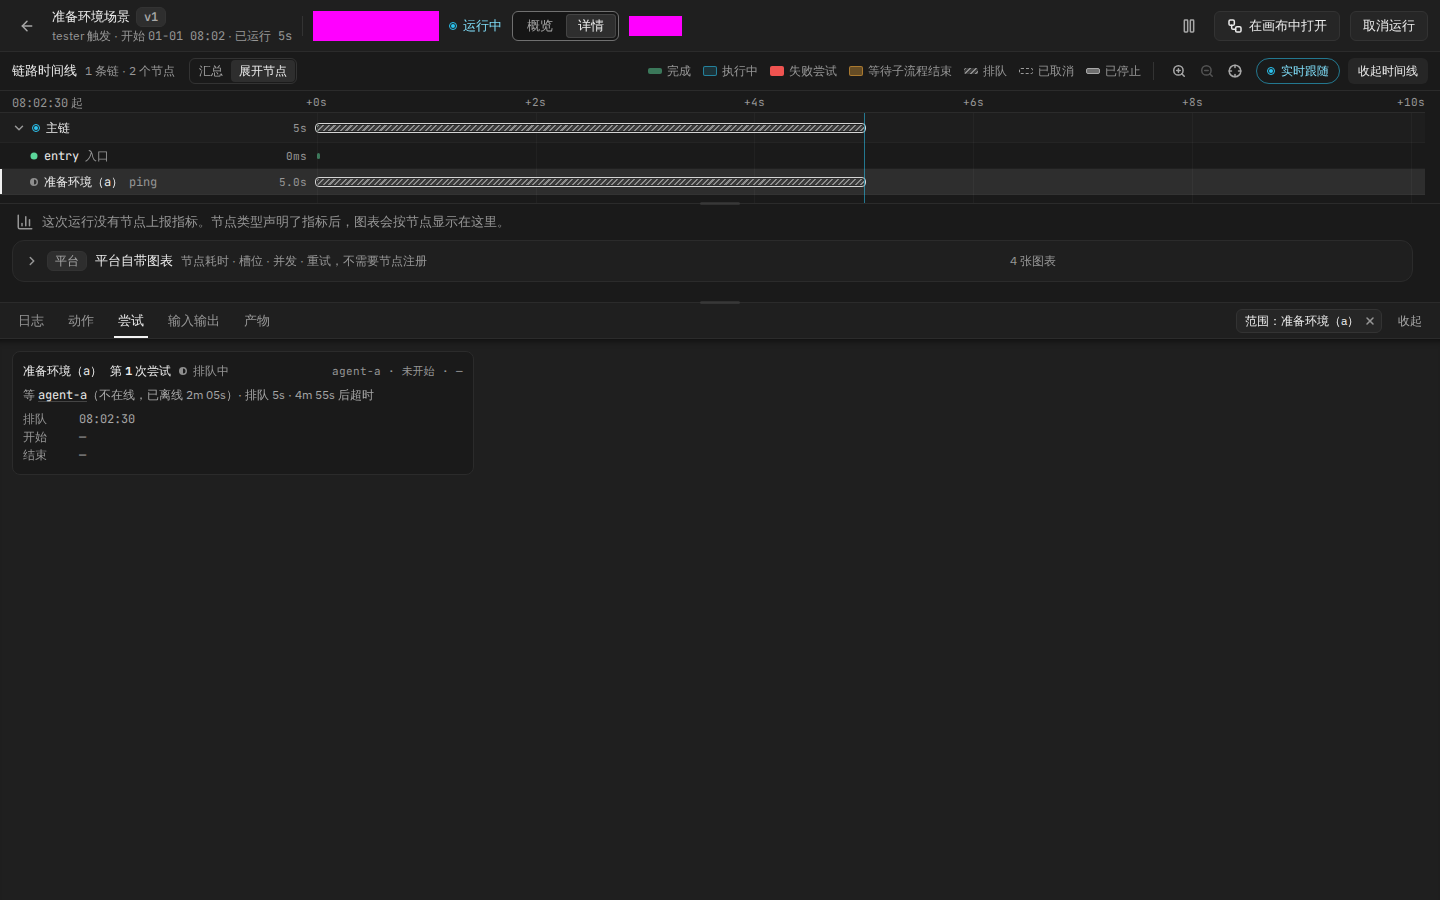 准备环境场景 v1
tester 触发 · 开始 01-01 08:02 · 已运行 5s
运行中 概览 详情
在画布中打开 取消运行
链路时间线 1 条链 · 2 个节点 汇总 展开节点
完成 执行中 失败尝试 等待子流程结束 排队 已取消 已停止
实时跟随 收起时间线
08:02:30 起 +0s +2s +4s +6s +8s +10s
主链 5s
entry 入口 0ms
准备环境（a） ping 5.0s
这次运行没有节点上报指标。节点类型声明了指标后，图表会按节点显示在这里。
平台 平台自带图表 节点耗时 · 槽位 · 并发 · 重试，不需要节点注册 4 张图表
日志 动作 尝试 输入输出 产物
范围：准备环境（a） 收起
准备环境（a） 第 1 次尝试 排队中 agent-a · 未开始 · —
等 agent-a（不在线，已离线 2m 05s）· 排队 5s · 4m 55s 后超时
排队 08:02:30
开始 —
结束 —